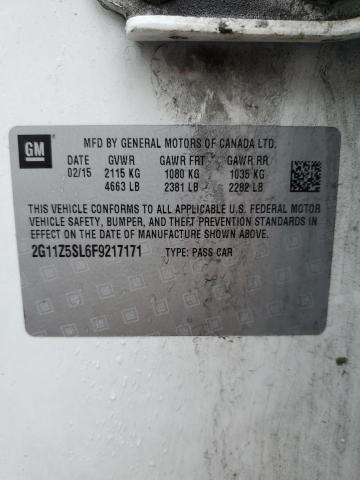 GM
MFD BY GENERAL MOTORS OF CANADA LTD.
DATE GVWR GAWR FRT GAWR RR
02/15 2115 KG 1080 KG 1035 KG
4663 LB 2381 LB 2282 LB
THIS VEHICLE CONFORMS TO ALL APPLICABLE U.S. FEDERAL MOTOR
VEHICLE SAFETY, BUMPER, AND THEFT PREVENTION STANDARDS IN
EFFECT ON THE DATE OF MANUFACTURE SHOWN ABOVE.
2G11Z5SL6F9217171 TYPE: PASS CAR